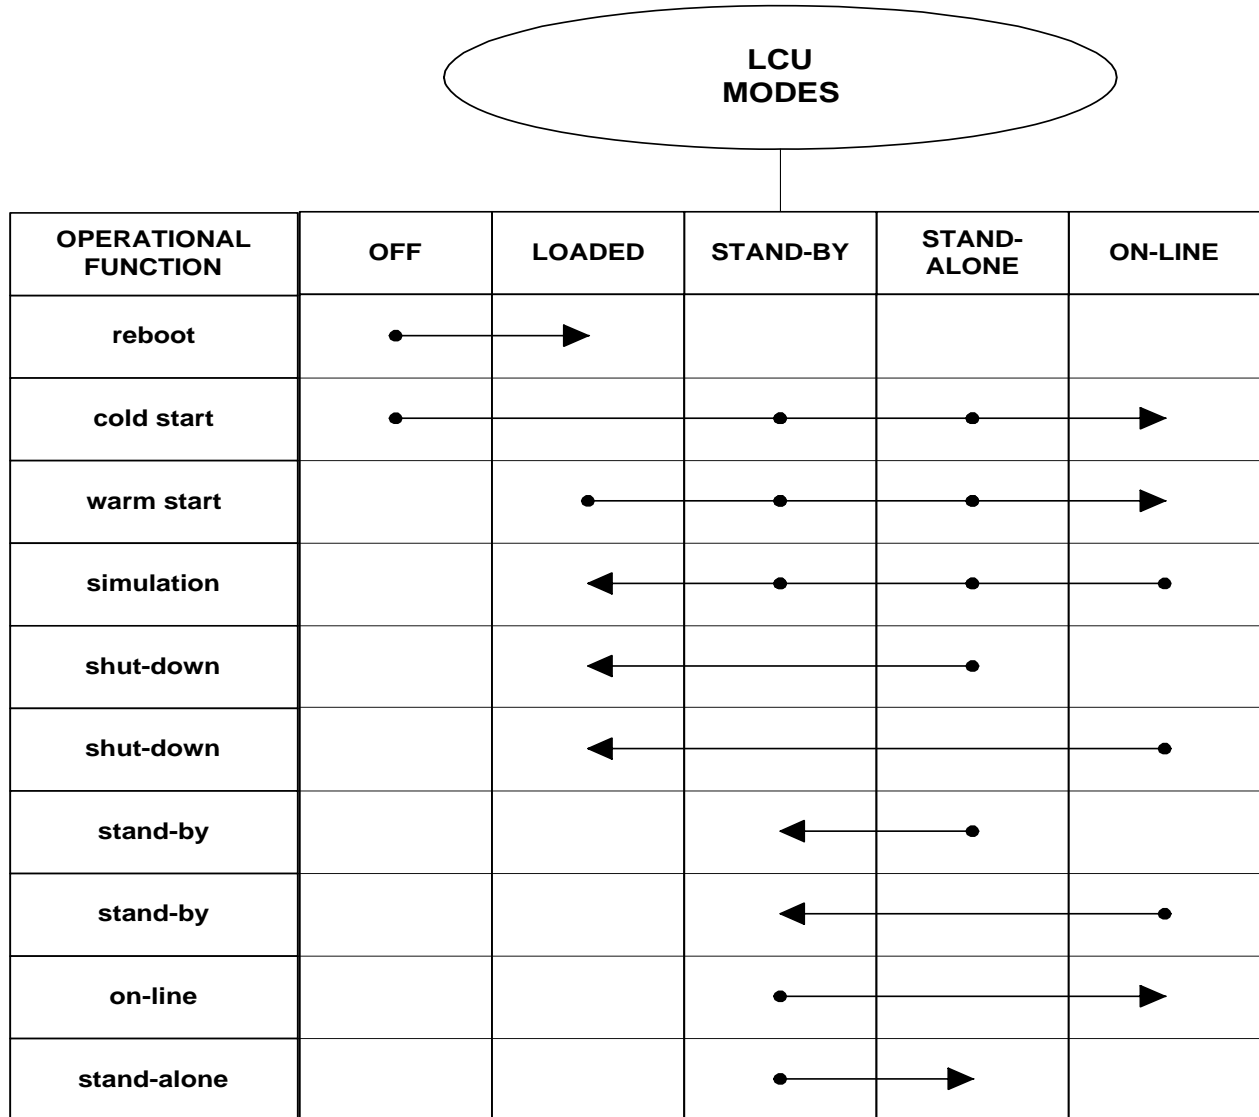 LCU
MODES
OPERATIONAL
FUNCTION
OFF
LOADED
STAND-BY
STAND-
ALONE
ON-LINE
reboot
cold start
warm start
simulation
shut-down
shut-down
stand-by
stand-by
on-line
stand-alone